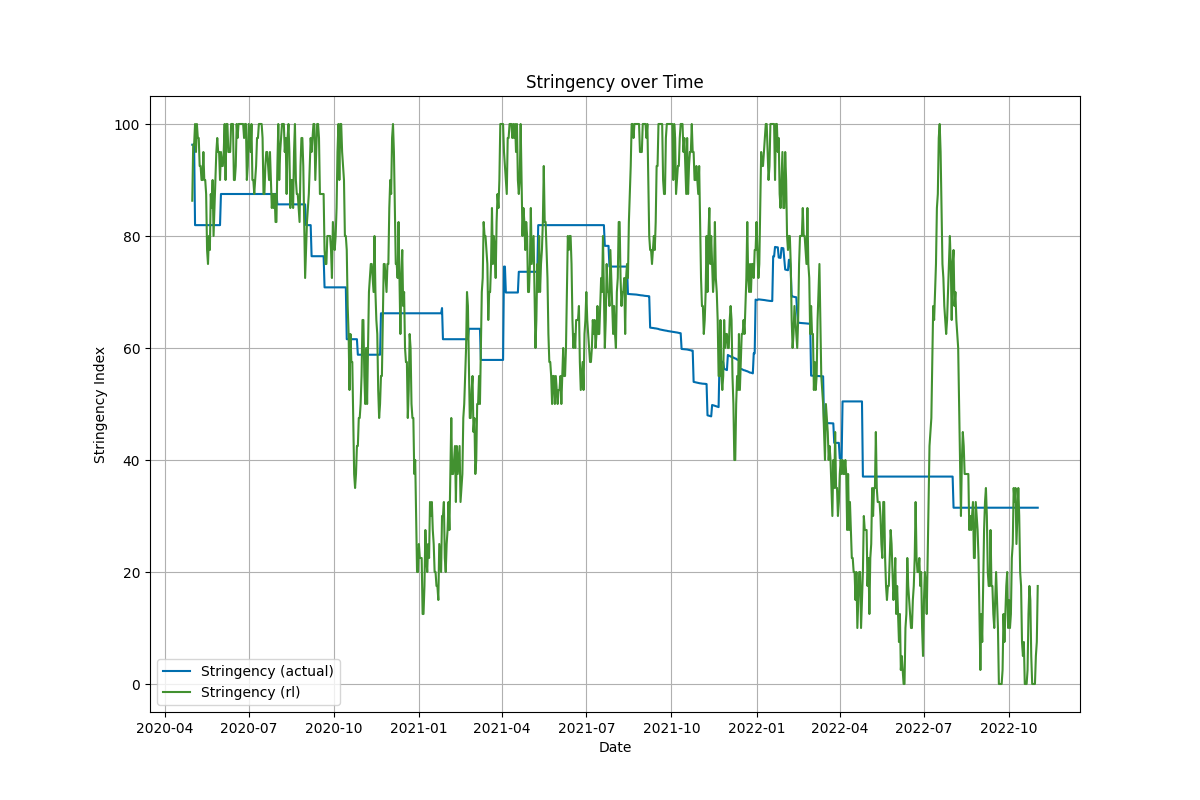 Stringency over Time
Stringency Index
100
80
60
40
20
0
Stringency (actual)
Stringency (rl)
2020-04 2020-07 2020-10 2021-01 2021-04 2021-07 2021-10 2022-01 2022-04 2022-07 2022-10
Date